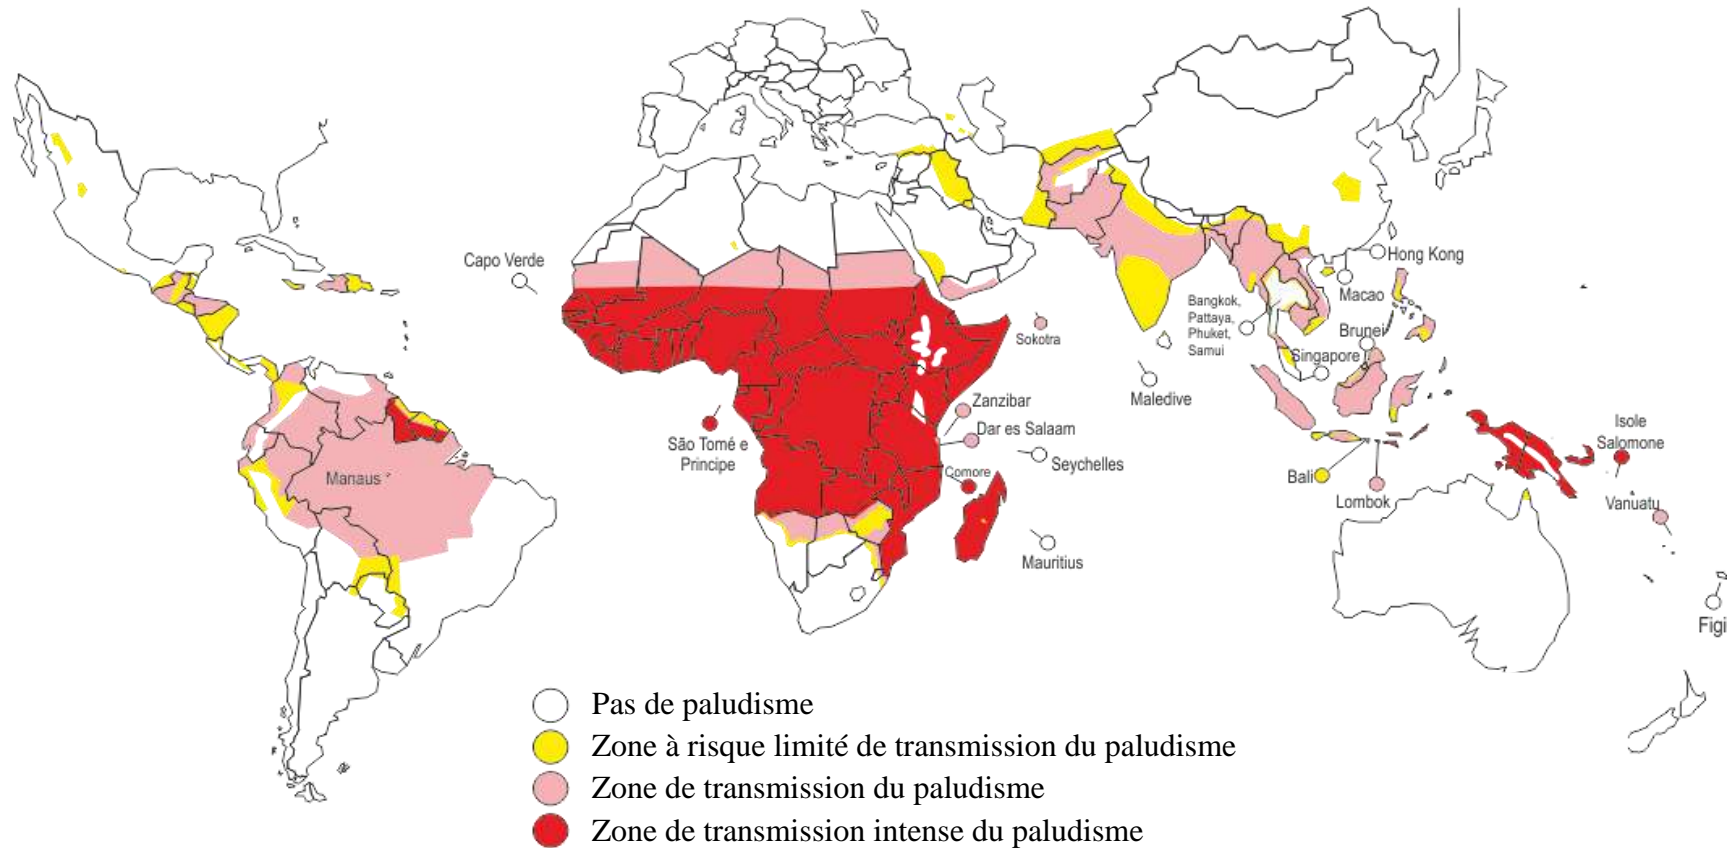 Capo Verde
São Tomé e
Principe
Manaus
Sokotra
Zanzibar
Dar es Salaam
Seychelles
Comore
Mauritius
Maledive
Bangkok,
Pattaya,
Phuket,
Samui
Hong Kong
Macao
Brunei
Singapore
Bali
Lombok
Isole
Salomone
Vanuatu
Figi
Pas de paludisme
Zone à risque limité de transmission du paludisme
Zone de transmission du paludisme
Zone de transmission intense du paludisme